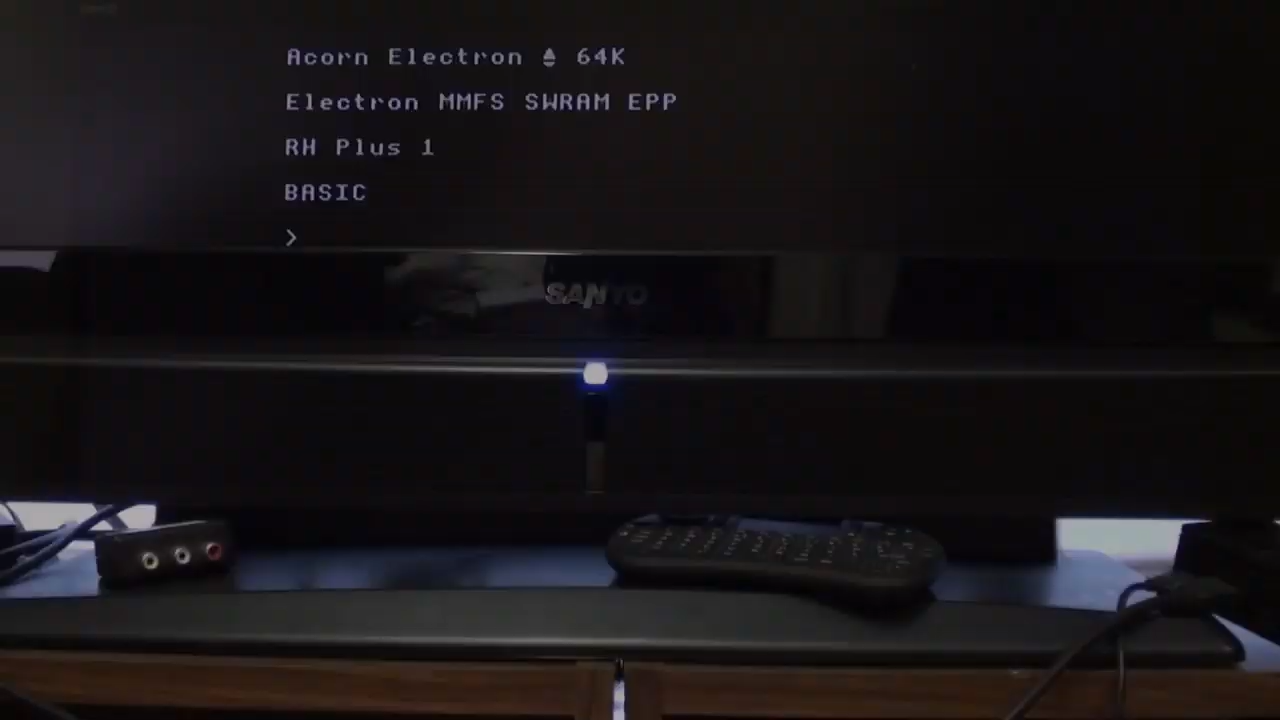 Acorn Electron 64K
Electron MMFS SWRAM EPP
RH Plus 1
BASIC
>
SANYO